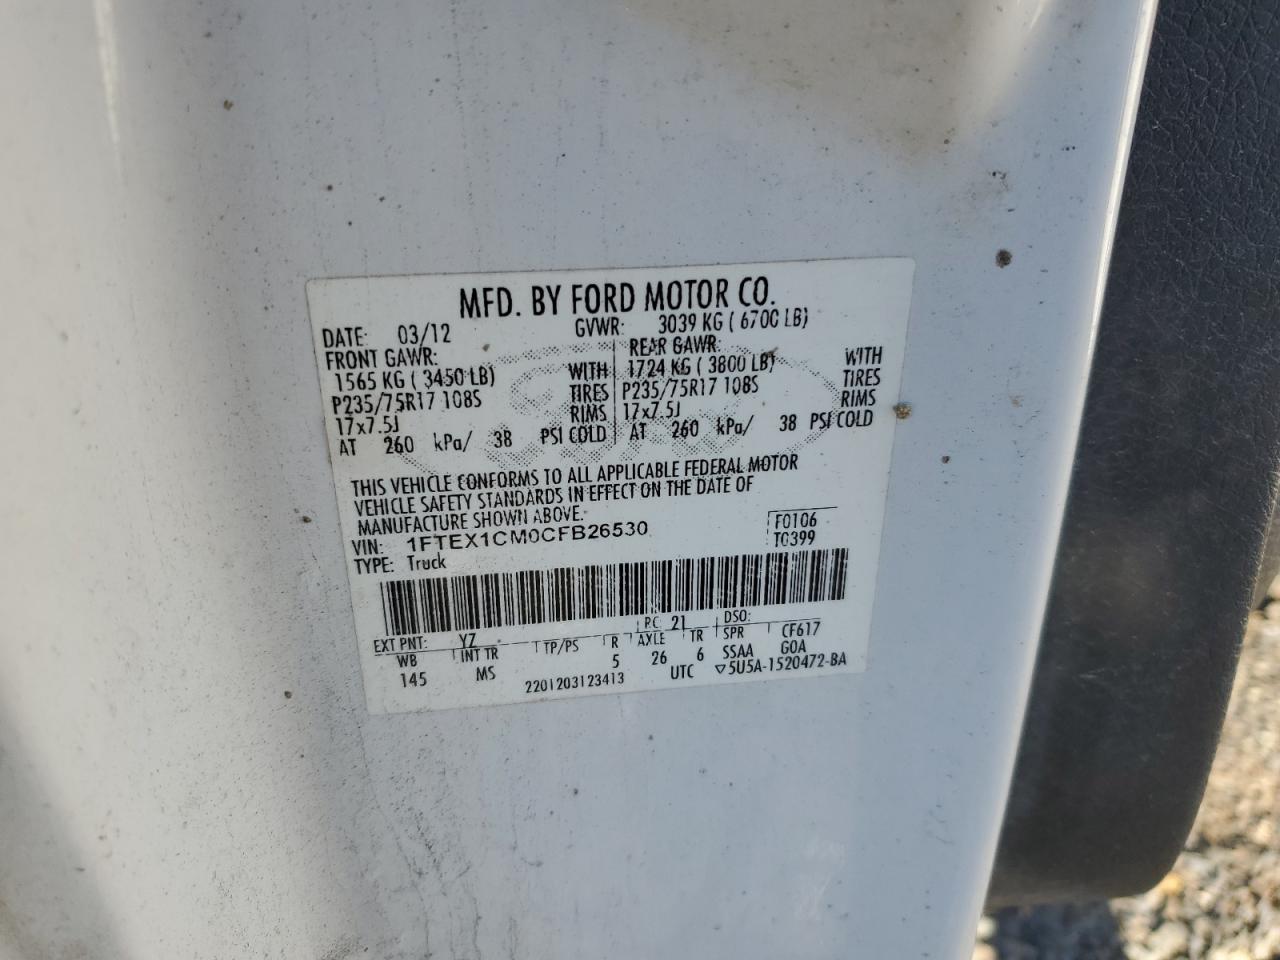 MFD. BY FORD MOTOR CO.
DATE: 03/12 GVWR: 3039 KG ( 6700 LB)
FRONT GAWR: REAR GAWR:
1565 KG ( 3450 LB) WITH 1724 KG ( 3800 LB) WITH
P235/75R17 108S TIRES P235/75R17 108S TIRES
17x7.5J RIMS 17x7.5J RIMS
AT 260 kPa/ 38 PSI COLD AT 260 kPa/ 38 PSI COLD
THIS VEHICLE CONFORMS TO ALL APPLICABLE FEDERAL MOTOR
VEHICLE SAFETY STANDARDS IN EFFECT ON THE DATE OF
MANUFACTURE SHOWN ABOVE.
VIN: 1FTEX1CM0CFB26530 F0106
TYPE: Truck T0399
EXT PNT: YZ RC 21 DSO:
WB INT TR TP/PS R AXLE TR SPR CF617
145 MS 5 26 6 SSAA GOA
2201203123413 UTC ▽5U5A-1520472-BA